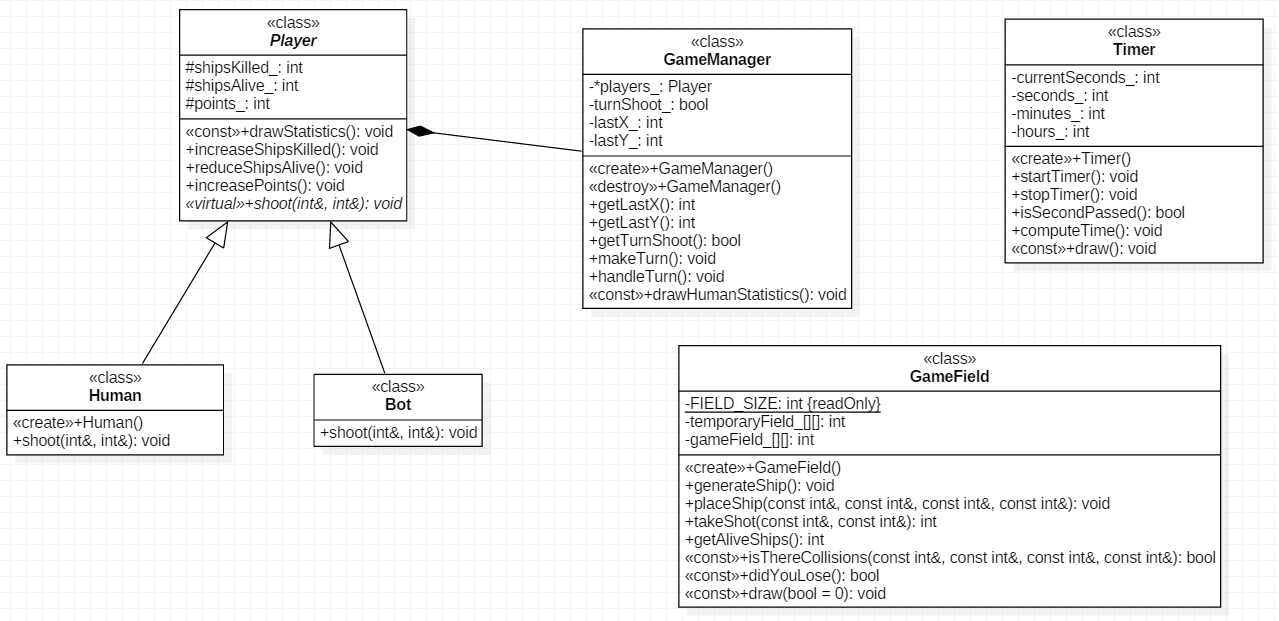 «class»
Player
#shipsKilled_: int
#shipsAlive_: int
#points_: int
«const»+drawStatistics(): void
+increaseShipsKilled(): void
+reduceShipsAlive(): void
+increasePoints(): void
«virtual»+shoot(int&, int&): void
«class»
GameManager
-*players_: Player
-turnShoot_: bool
-lastX_: int
-lastY_: int
«create»+GameManager()
«destroy»+GameManager()
+getLastX(): int
+getLastY(): int
+getTurnShoot(): bool
+makeTurn(): void
+handleTurn(): void
«const»+drawHumanStatistics(): void
«class»
Timer
-currentSeconds_: int
-seconds_: int
-minutes_: int
-hours_: int
«create»+Timer()
+startTimer(): void
+stopTimer(): void
+isSecondPassed(): bool
+computeTime(): void
«const»+draw(): void
«class»
Human
«create»+Human()
+shoot(int&, int&): void
«class»
Bot
+shoot(int&, int&): void
«class»
GameField
-FIELD_SIZE: int {readOnly}
-temporaryField_[][]: int
-gameField_[][]: int
«create»+GameField()
+generateShip(): void
+placeShip(const int&, const int&, const int&, const int&): void
+takeShot(const int&, const int&): int
+getAliveShips(): int
«const»+isThereCollisions(const int&, const int&, const int&, const int&): bool
«const»+didYouLose(): bool
«const»+draw(bool = 0): void